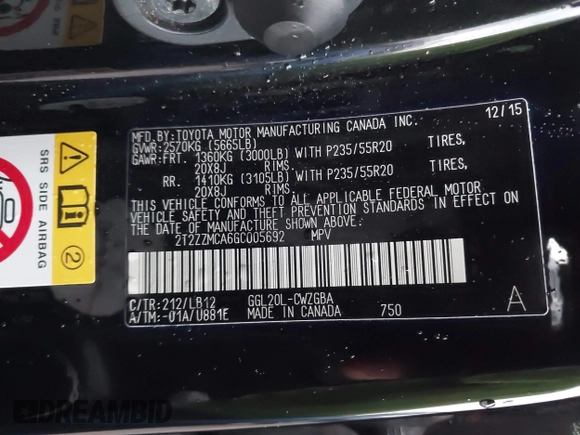 12/15
MFD.BY:TOYOTA MOTOR MANUFACTURING CANADA INC.
GVWR:2570KG (5665LB)
GAWR:FRT. 1360KG (3000LB) WITH P235/55R20 TIRES,
20X8J RIMS.
RR. 1410KG (3105LB) WITH P235/55R20 TIRES,
20X8J RIMS.
THIS VEHICLE CONFORMS TO ALL APPLICABLE FEDERAL MOTOR
VEHICLE SAFETY AND THEFT PREVENTION STANDARDS IN EFFECT ON
THE DATE OF MANUFACTURE SHOWN ABOVE.
2T2ZZMCA6GC005692 MPV
C/TR:212/LB12 GGL20L-CWZGBA
A/TM:-01A/U881E MADE IN CANADA 750 A
SRS SIDE AIRBAG
2
DREAMBID